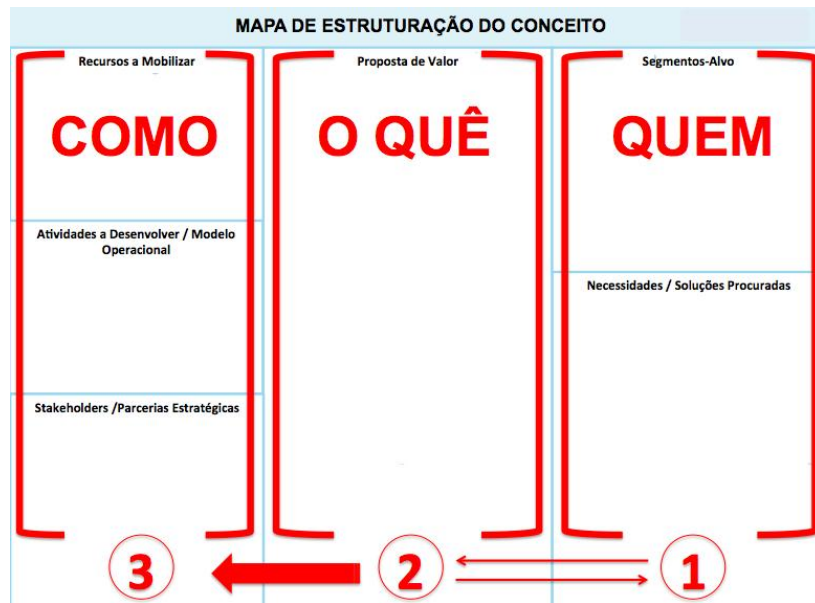 MAPA DE ESTRUTURAÇÃO DO CONCEITO
Recursos a Mobilizar
COMO
Atividades a Desenvolver / Modelo
Operacional
Stakeholders /Parcerias Estratégicas
3
Proposta de Valor
O QUÊ
2
Segmentos-Alvo
QUEM
Necessidades / Soluções Procuradas
1